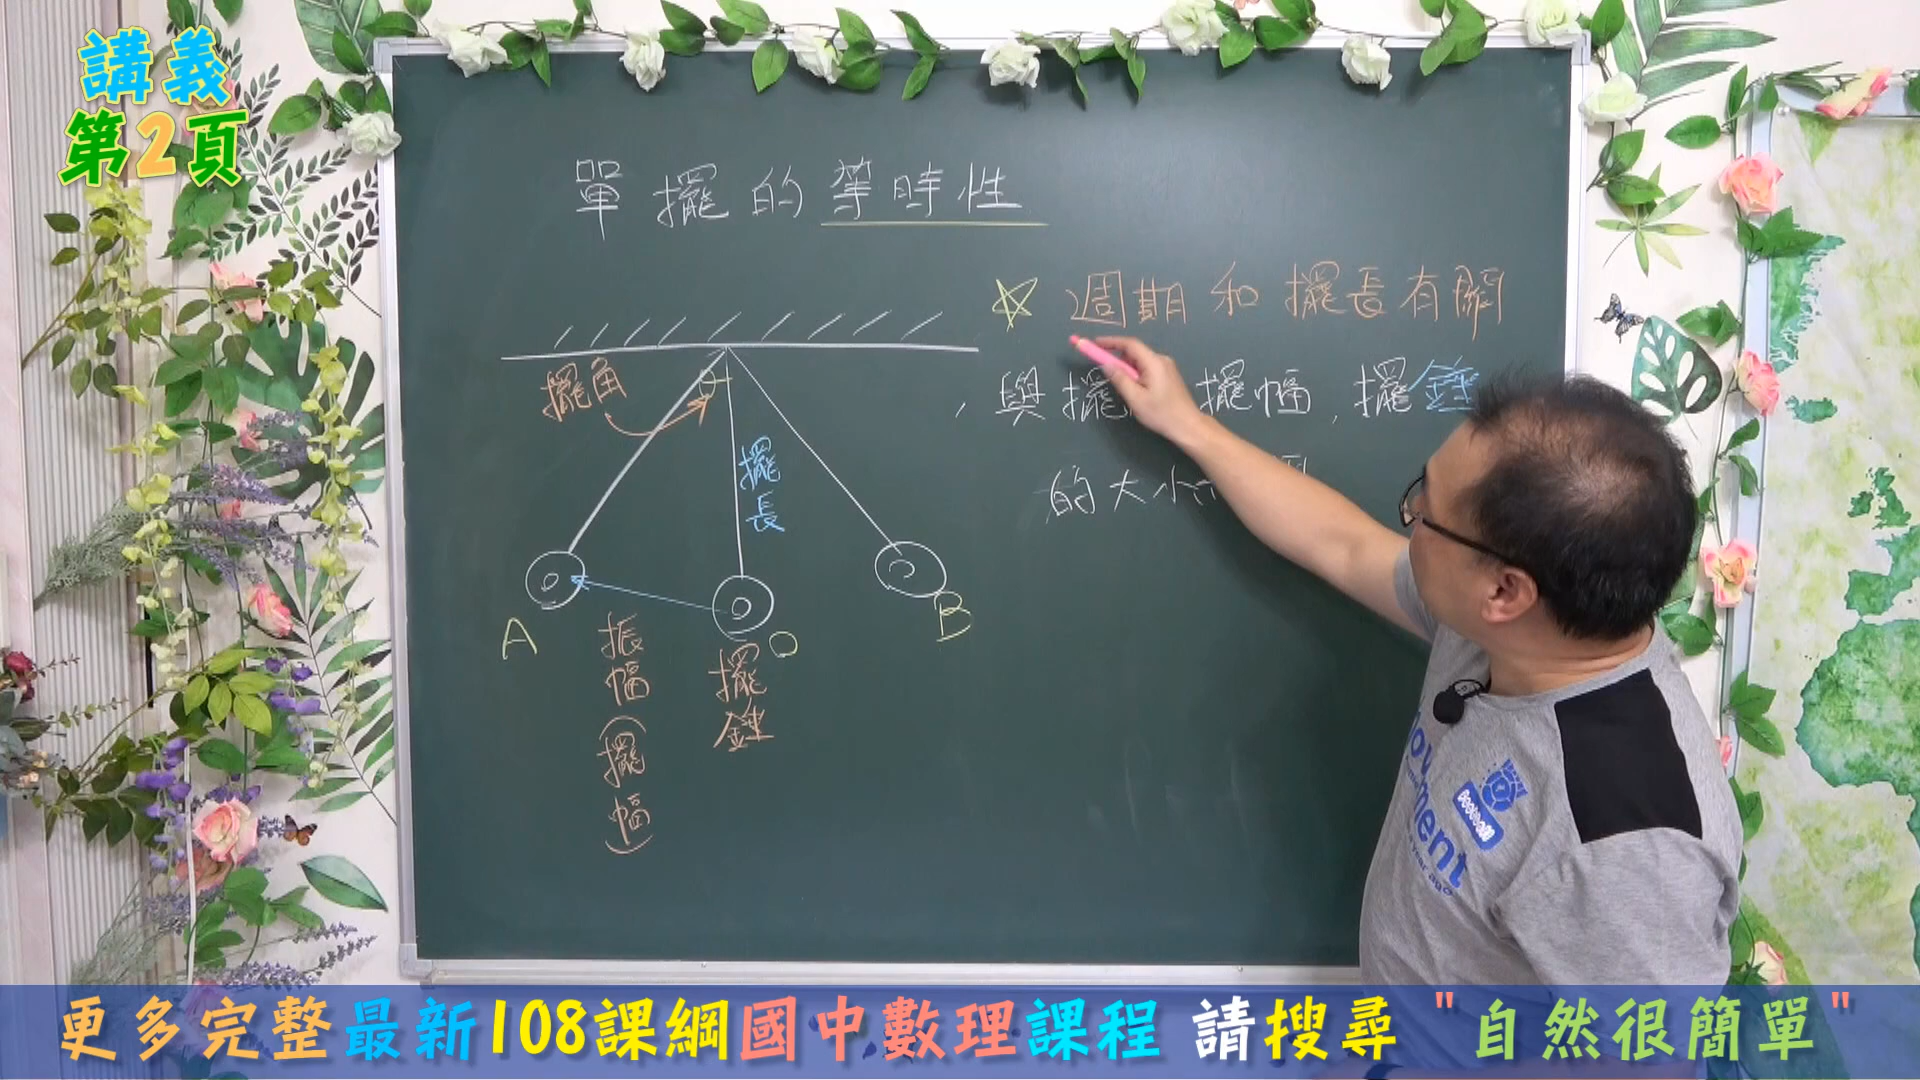 講義
第2頁
單擺的等時性
☆ 週期和擺長有關
,與擺 擺幅,擺錘
的大小
擺角
擺長
A
O
B
振幅(擺幅)
擺錘
Bootball
ment
更多完整最新108課綱國中數理課程 請搜尋"自然很簡單"